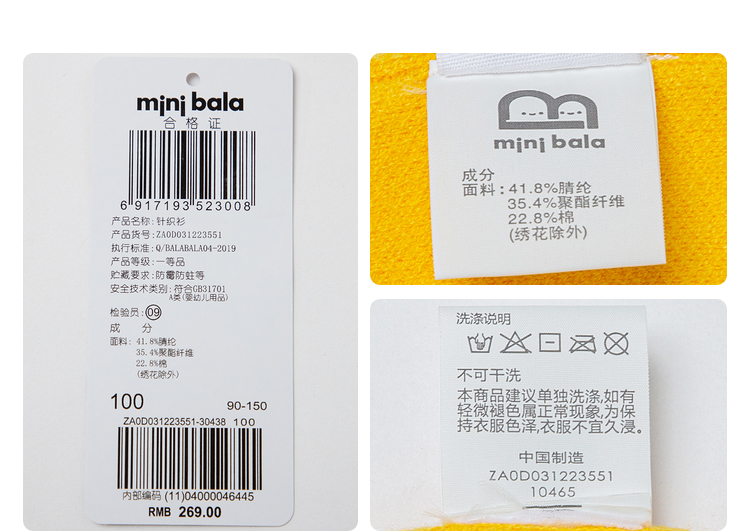 mini bala
合格证
6 917193 523008
产品名称:针织衫
产品货号:ZA0D031223551
执行标准:Q/BALABALA04-2019
产品等级:一等品
贮藏要求:防霉防蛀等
安全技术类别:符合GB31701
A类(婴幼儿用品)
检验员:09
成 分
面料:41.8%腈纶
35.4%聚酯纤维
22.8%棉
(绣花除外)
100 90-150
ZA0D031223551-30438 100
内部编码 (11)04000046445
RMB 269.00
mini bala
成分
面料:41.8%腈纶
35.4%聚酯纤维
22.8%棉
(绣花除外)
洗涤说明
不可干洗
本商品建议单独洗涤,如有
轻微褪色属正常现象,为保
持衣服色泽,衣服不宜久浸。
中国制造
ZA0D031223551
10465